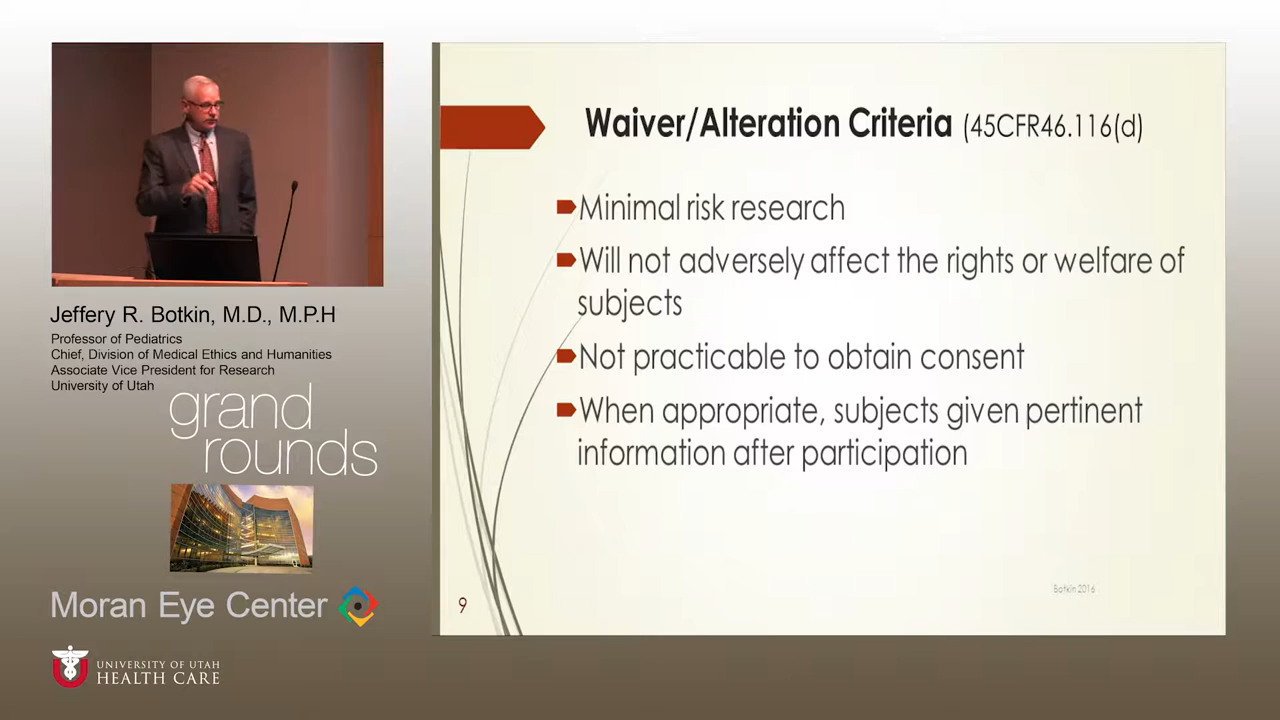 Jeffery R. Botkin, M.D., M.P.H
Professor of Pediatrics
Chief, Division of Medical Ethics and Humanities
Associate Vice President for Research
University of Utah
grand
rounds
Moran Eye Center
UNIVERSITY OF UTAH
HEALTH CARE
Waiver/Alteration Criteria (45CFR46.116(d)
Minimal risk research
Will not adversely affect the rights or welfare of
subjects
Not practicable to obtain consent
When appropriate, subjects given pertinent
information after participation
Botkin 2016
9